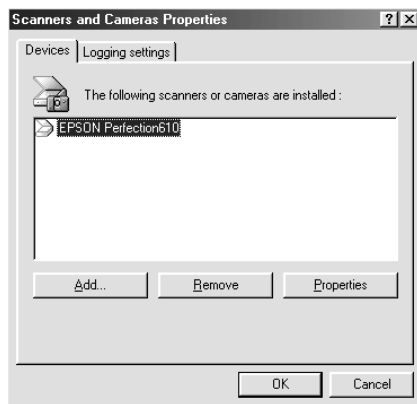 Scanners and Cameras Properties
Devices Logging settings
The following scanners or cameras are installed :
EPSON Perfection610
Add... Remove Properties
OK Cancel